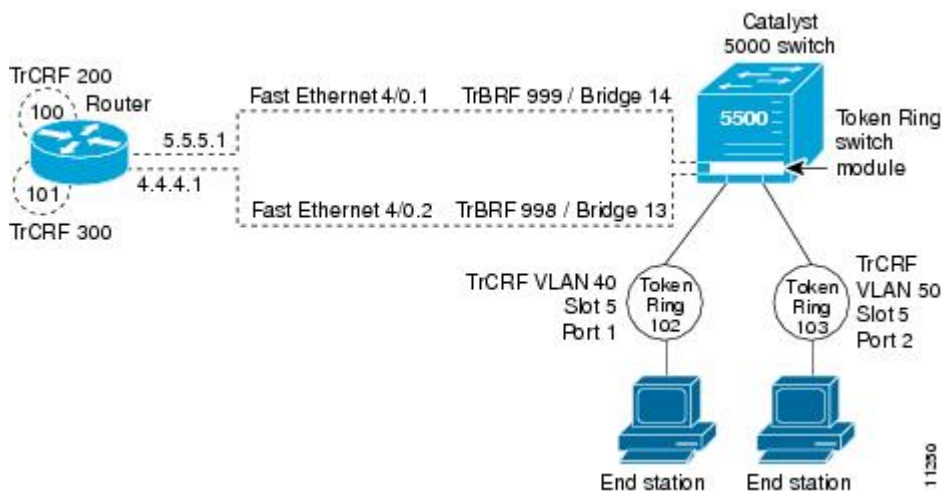 Catalyst
5000 switch
TrCRF 200
100
Router
Fast Ethernet 4/0.1
TrBRF 999 / Bridge 14
5500
Token Ring
switch
module
5.5.5.1
101
4.4.4.1
TrCRF 300
Fast Ethernet 4/0.2
TrBRF 998 / Bridge 13
TrCRF VLAN 40
Slot 5
Port 1
Token
Ring
102
Token
Ring
103
TrCRF
VLAN 50
Slot 5
Port 2
End station
End station
11250